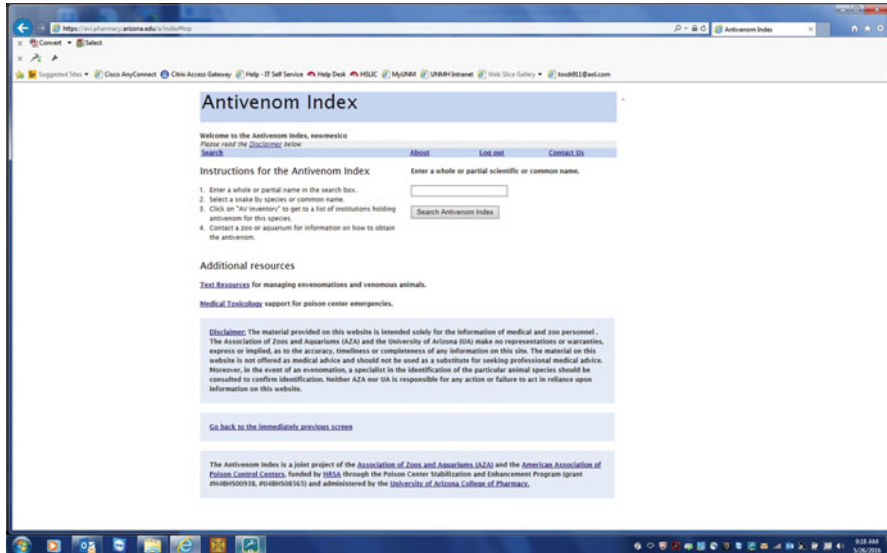 https://avi.pharmacy.arizona.edu/
Antivenom Index
Convert Select
Suggested Sites Cisco AnyConnect Citrix Access Gateway Help - IT Self Service Help Desk HSLIC MyUNM UNMH Intranet Web Slice Gallery toxdr811@aol.com
Antivenom Index
Welcome to the Antivenom Index, newmexico
Please read the Disclaimer below
Search About Log out Contact Us
Instructions for the Antivenom Index
Enter a whole or partial scientific or common name.
1. Enter a whole or partial name in the search box.
2. Select a snake by species or common name.
3. Click on "AV Inventory" to get to a list of institutions holding
antivenom for this species.
4. Contact a zoo or aquarium for information on how to obtain
the antivenom.
Search Antivenom Index
Additional resources
Text Resources for managing envenomations and venomous animals.
Medical Toxicology support for poison center emergencies.
Disclaimer: The material provided on this website is intended solely for the information of medical and zoo personnel .
The Association of Zoos and Aquariums (AZA) and the University of Arizona (UA) make no representations or warranties,
express or implied, as to the accuracy, timeliness or completeness of any information on this site. The material on this
website is not offered as medical advice and should not be used as a substitute for seeking professional medical advice.
Moreover, in the event of an evenomation, a specialist in the identification of the particular animal species should be
consulted to confirm identification. Neither AZA nor UA is responsible for any action or failure to act in reliance upon
information on this website.
Go back to the immediately previous screen
The Antivenom Index is a joint project of the Association of Zoos and Aquariums (AZA) and the American Association of
Poison Control Centers, funded by HRSA through the Poison Center Stabilization and Enhancement Program (grant
#H4BHS00938, #U4BHS08565) and administered by the University of Arizona College of Pharmacy.
9:18 AM
5/26/2016